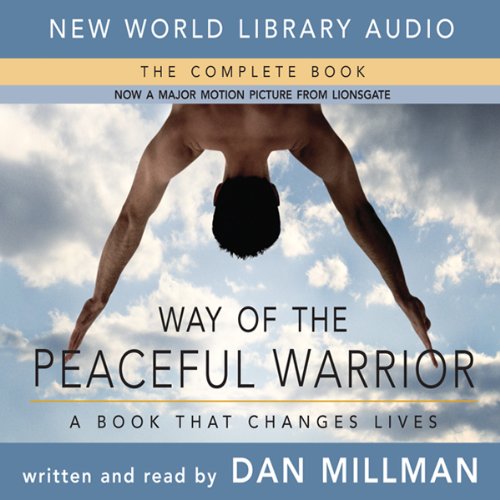 NEW WORLD LIBRARY AUDIO
THE COMPLETE BOOK
NOW A MAJOR MOTION PICTURE FROM LIONSGATE
WAY OF THE
PEACEFUL WARRIOR
A BOOK THAT CHANGES LIVES
written and read by DAN MILLMAN